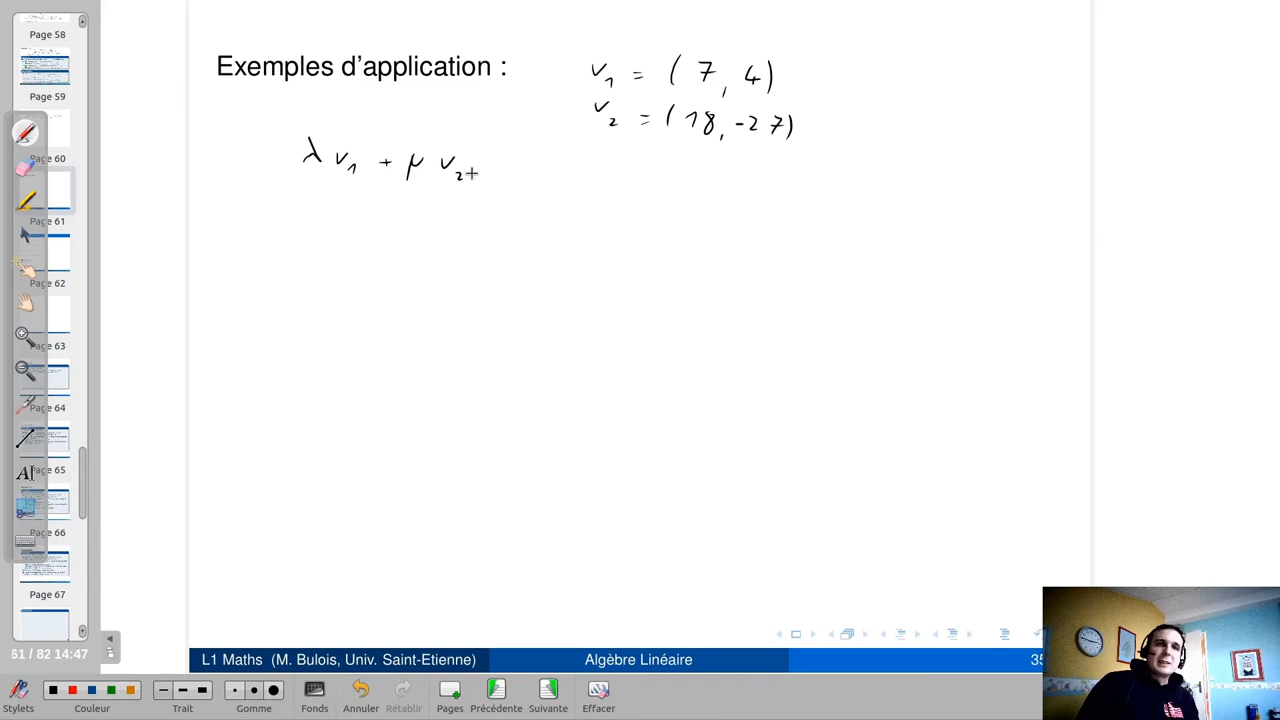 Page 58
Page 59
Page 60
Page 61
Page 62
Page 63
Page 64
Page 65
Page 66
Page 67
61 / 82 14:47
Exemples d'application :
v₁ = (7, 4)
v₂ = (18, -27)
λ v₁ + μ v₂
L1 Maths (M. Bulois, Univ. Saint-Etienne)
Algèbre Linéaire
35
Stylets
Couleur
Trait
Gomme
Fonds
Annuler
Rétablir
Pages
Précédente
Suivante
Effacer